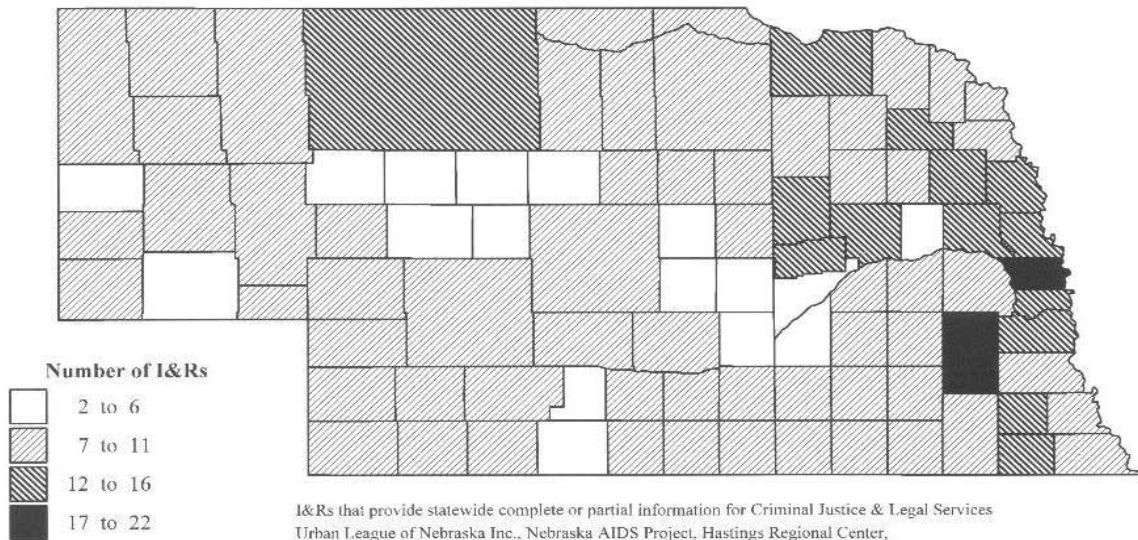 Number of I&Rs
2 to 6
7 to 11
12 to 16
17 to 22
I&Rs that provide statewide complete or partial information for Criminal Justice & Legal Services
Urban League of Nebraska Inc., Nebraska AIDS Project, Hastings Regional Center,